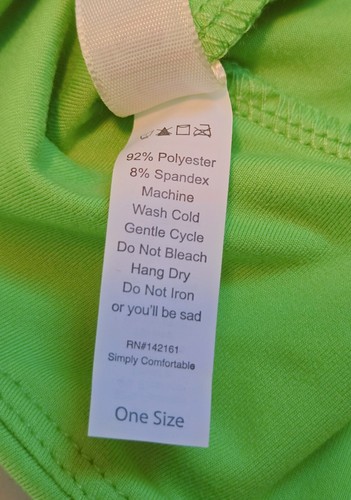 92% Polyester
8% Spandex
Machine
Wash Cold
Gentle Cycle
Do Not Bleach
Hang Dry
Do Not Iron
or you'll be sad
RN#142161
Simply Comfortable
One Size